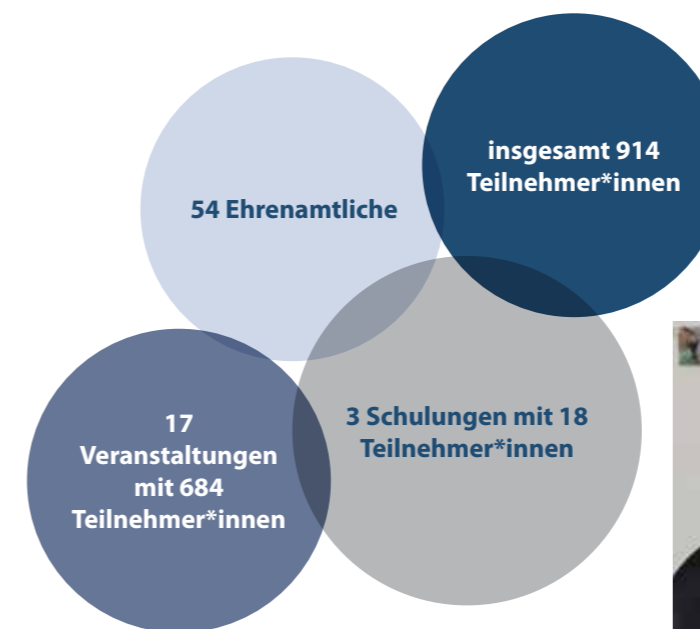 insgesamt 914
Teilnehmer*innen
54 Ehrenamtliche
3 Schulungen mit 18
Teilnehmer*innen
17
Veranstaltungen
mit 684
Teilnehmer*innen